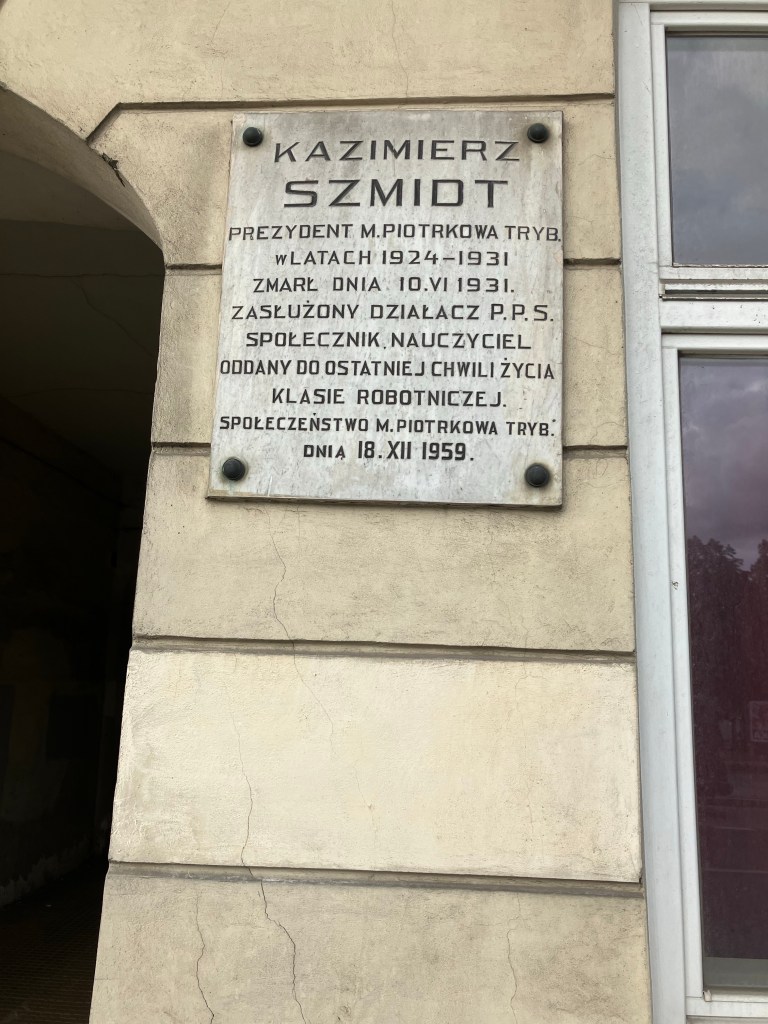 KAZIMIERZ
SZMIDT
PREZYDENT M. PIOTRKOWA TRYB.
W LATACH 1924-1931
ZMARŁ DNIA 10. VI 1931.
ZASŁUŻONY DZIAŁACZ P.P.S.
SPOŁECZNIK, NAUCZYCIEL
ODDANY DO OSTATNIEJ CHWILI ŻYCIA
KLASIE ROBOTNICZEJ.
SPOŁECZEŃSTWO M. PIOTRKOWA TRYB.
DNIA 18. XII 1959.